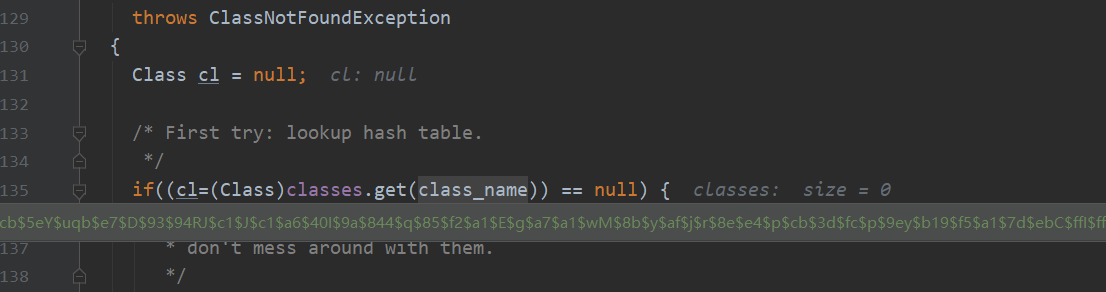 129 throws ClassNotFoundException
130 {
131 Class cl = null; cl: null
132
133 /* First try: lookup hash table.
134 */
135 if((cl=(Class)classes.get(class_name)) == null) { classes: size = 0
cb$5eY$uqb$e7$D$93$94RJ$c1$J$c1$a6$40I$9a$844$q$85$f2$a1$E$g$a7$a1$wM$8b$y$af$j$r$8e$e4$p$cb$3d$fc$p$9ey$b19$f5$a1$7d$ebC$ffI$ff
137 * don't mess around with them.
138 */